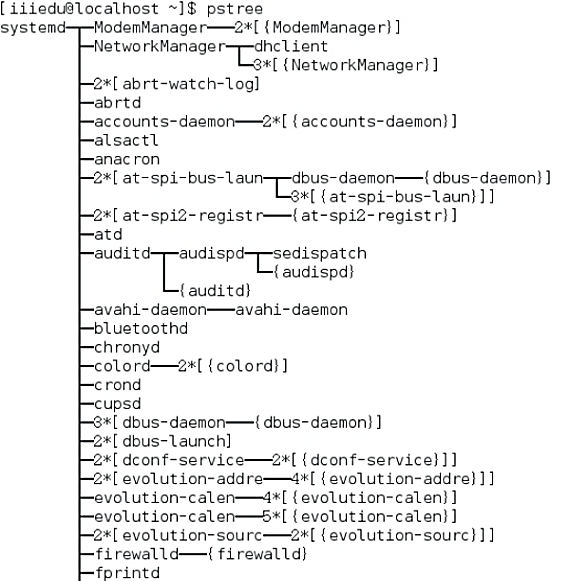 [iiiedu@localhost ~]$ pstree
systemd─┬─ModemManager───2*[{ModemManager}]
        ├─NetworkManager─┬─dhclient
        │                └─3*[{NetworkManager}]
        ├─2*[abrt-watch-log]
        ├─abrtd
        ├─accounts-daemon───2*[{accounts-daemon}]
        ├─alsactl
        ├─anacron
        ├─2*[at-spi-bus-laun─┬─dbus-daemon───{dbus-daemon}]
        │                    └─3*[{at-spi-bus-laun}]]
        ├─2*[at-spi2-registr───{at-spi2-registr}]
        ├─atd
        ├─auditd─┬─audispd─┬─sedispatch
        │        │         └─{audispd}
        │        └─{auditd}
        ├─avahi-daemon───avahi-daemon
        ├─bluetoothd
        ├─chronyd
        ├─colord───2*[{colord}]
        ├─crond
        ├─cupsd
        ├─3*[dbus-daemon───{dbus-daemon}]
        ├─2*[dbus-launch]
        ├─2*[dconf-service───2*[{dconf-service}]]
        ├─2*[evolution-addre───4*[{evolution-addre}]]
        ├─evolution-calen───4*[{evolution-calen}]
        ├─evolution-calen───5*[{evolution-calen}]
        ├─2*[evolution-sourc───2*[{evolution-sourc}]]
        ├─firewalld───{firewalld}
        ├─fprintd